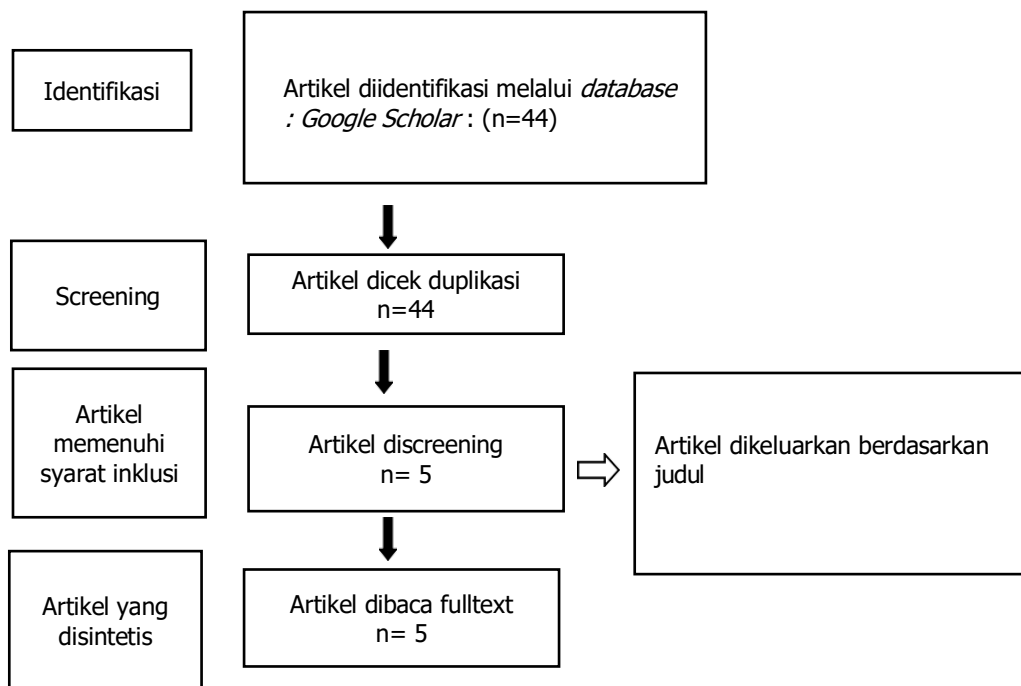 Identifikasi
Artikel diidentifikasi melalui database
: Google Scholar : (n=44)
Screening
Artikel dicek duplikasi
n=44
Artikel
memenuhi
syarat inklusi
Artikel discreening
n= 5
Artikel dikeluarkan berdasarkan
judul
Artikel yang
disintetis
Artikel dibaca fulltext
n= 5